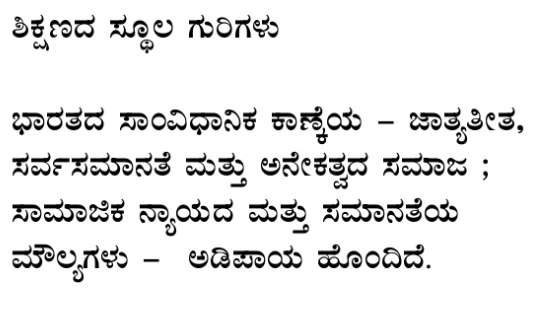 ಶಿಕ್ಷಣದ ಸ್ಥೂಲ ಗುರಿಗಳು
ಭಾರತದ ಸಾಂವಿಧಾನಿಕ ಕಾಣ್ಕೆಯ – ಜಾತ್ಯತೀತ,
ಸರ್ವಸಮಾನತೆ ಮತ್ತು ಅನೇಕತ್ವದ ಸಮಾಜ ;
ಸಾಮಾಜಿಕ ನ್ಯಾಯದ ಮತ್ತು ಸಮಾನತೆಯ
ಮೌಲ್ಯಗಳು – ಅಡಿಪಾಯ ಹೊಂದಿದೆ.